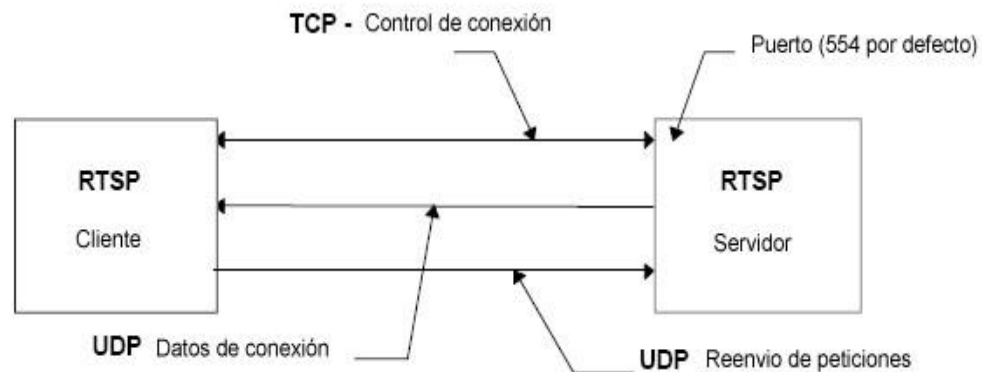 TCP - Control de conexión
Puerto (554 por defecto)
RTSP
Cliente
RTSP
Servidor
UDP Datos de conexión
UDP Reenvio de peticiones